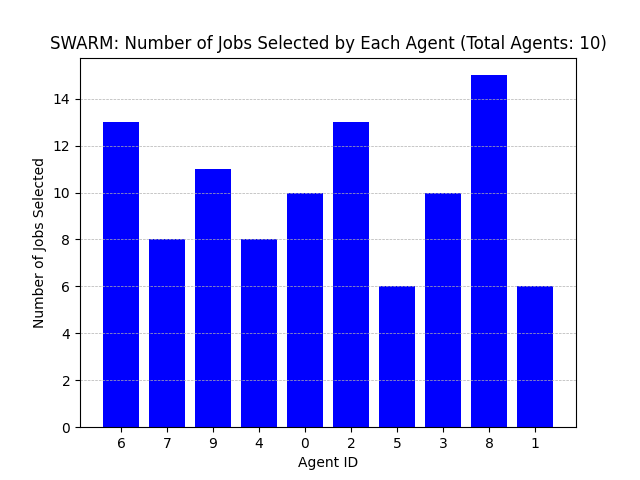 SWARM: Number of Jobs Selected by Each Agent (Total Agents: 10)
14
12
10
8
6
4
2
0
Number of Jobs Selected
6 7 9 4 0 2 5 3 8 1
Agent ID